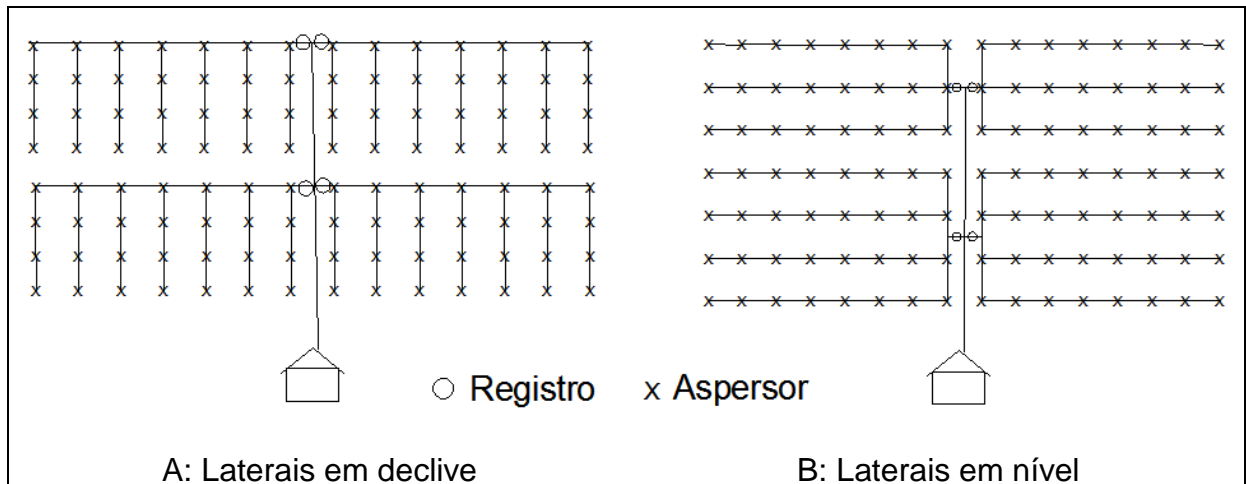 ○ Registro x Aspersor
A: Laterais em declive
B: Laterais em nível